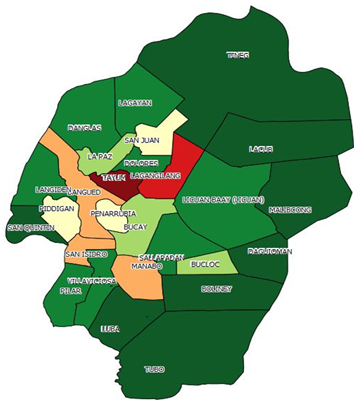 TINEG
LAGAYAN
DANGLAS
SAN JUAN
LACUB
LA PAZ
DOLORES
TAYUM
LAGANGILANG
LANGIDEN
BANGUED
LICUAN-BAAY (LICUAN)
MALIBCONG
PIDDIGAN
PENARRUBIA
SAN QUINTIN
BUCAY
DAGUIOMAN
SAN ISIDRO
SALLAPADAN
BUCLOC
MANABO
VILLAVICIOSA
PILAR
BOLINEY
LUBA
TUBO